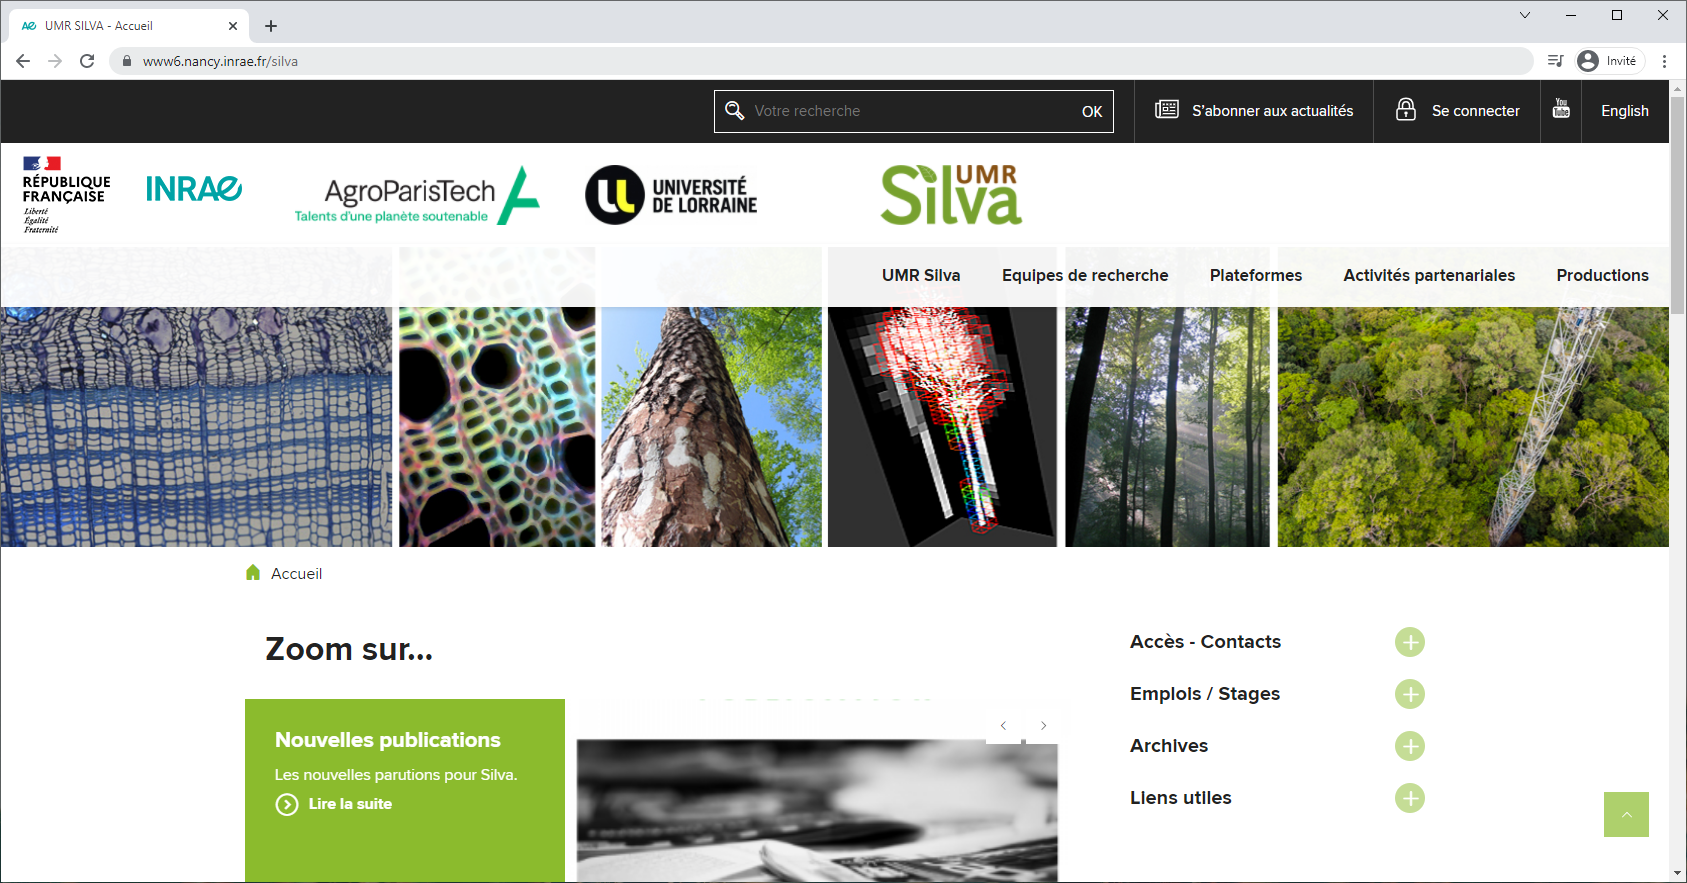 UMR SILVA - Accueil
www6.nancy.inrae.fr/silva
Invité
Votre recherche
OK
S'abonner aux actualités
Se connecter
You
Tube
English
RÉPUBLIQUE
FRANÇAISE
Liberté
Égalité
Fraternité
INRAE
AgroParisTech
Talents d'une planète soutenable
UNIVERSITÉ
DE LORRAINE
UMR
Silva
UMR Silva
Equipes de recherche
Plateformes
Activités partenariales
Productions
Accueil
Zoom sur...
Nouvelles publications
Les nouvelles parutions pour Silva.
Lire la suite
Accès - Contacts
Emplois / Stages
Archives
Liens utiles